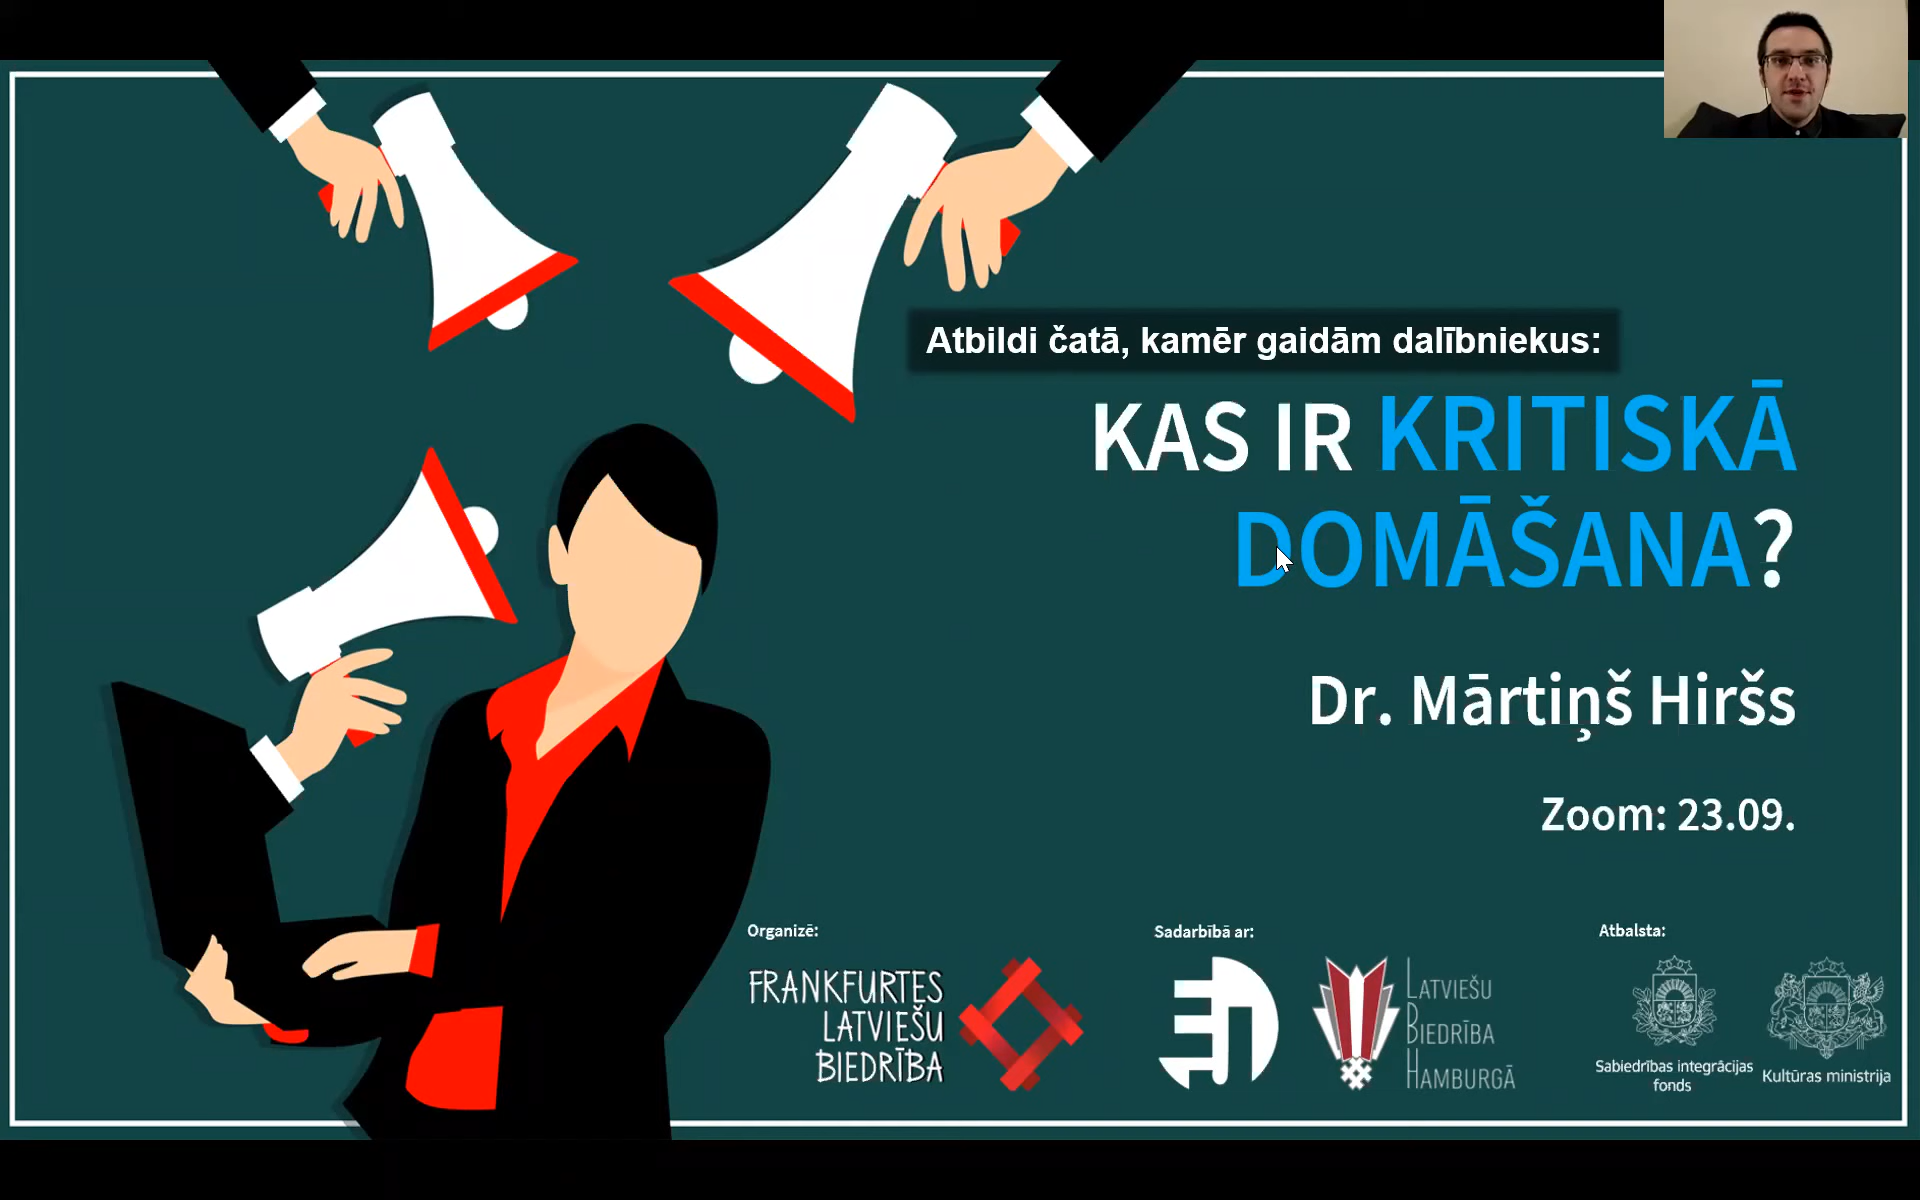 Atbildi čatā, kamēr gaidām dalībniekus:
KAS IR KRITISKĀ
DOMĀŠANA?
Dr. Mārtiņš Hiršs
Zoom: 23.09.
Organizē:
FRANKFURTES
LATVIEŠU
BIEDRĪBA
Sadarbībā ar:
LATVIEŠU
BIEDRĪBA
HAMBURGĀ
Atbalsta:
Sabiedrības integrācijas
fonds
Kultūras ministrija